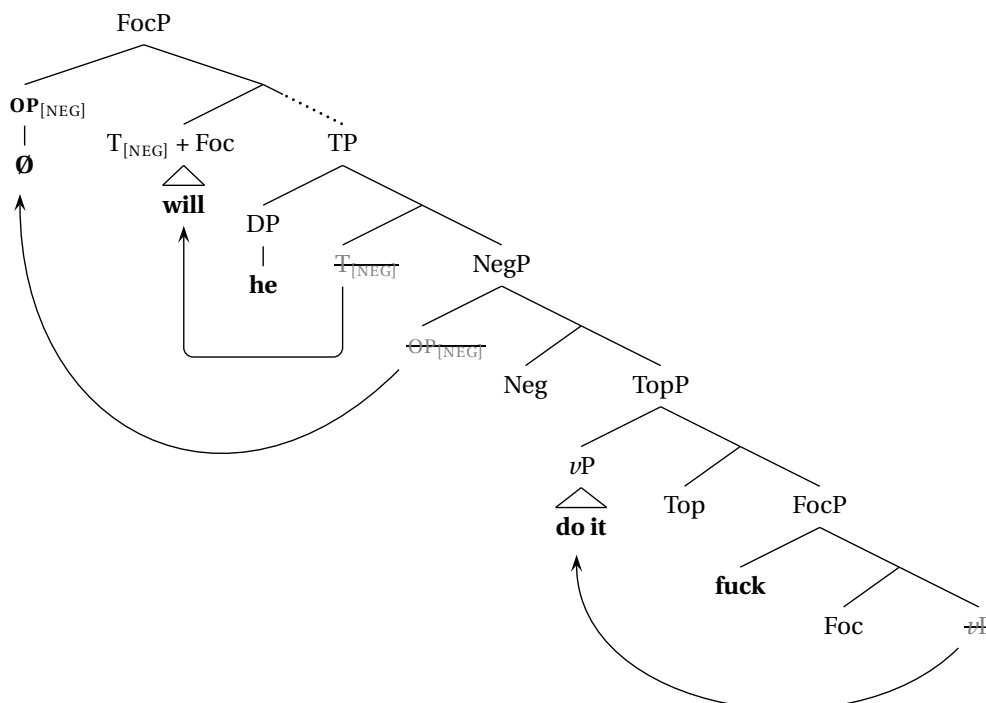 FocP
OP[NEG]
Ø
T[NEG] + Foc
will
TP
DP
he
T[NEG]
NegP
OP[NEG]
Neg
TopP
vP
do it
Top
FocP
fuck
Foc